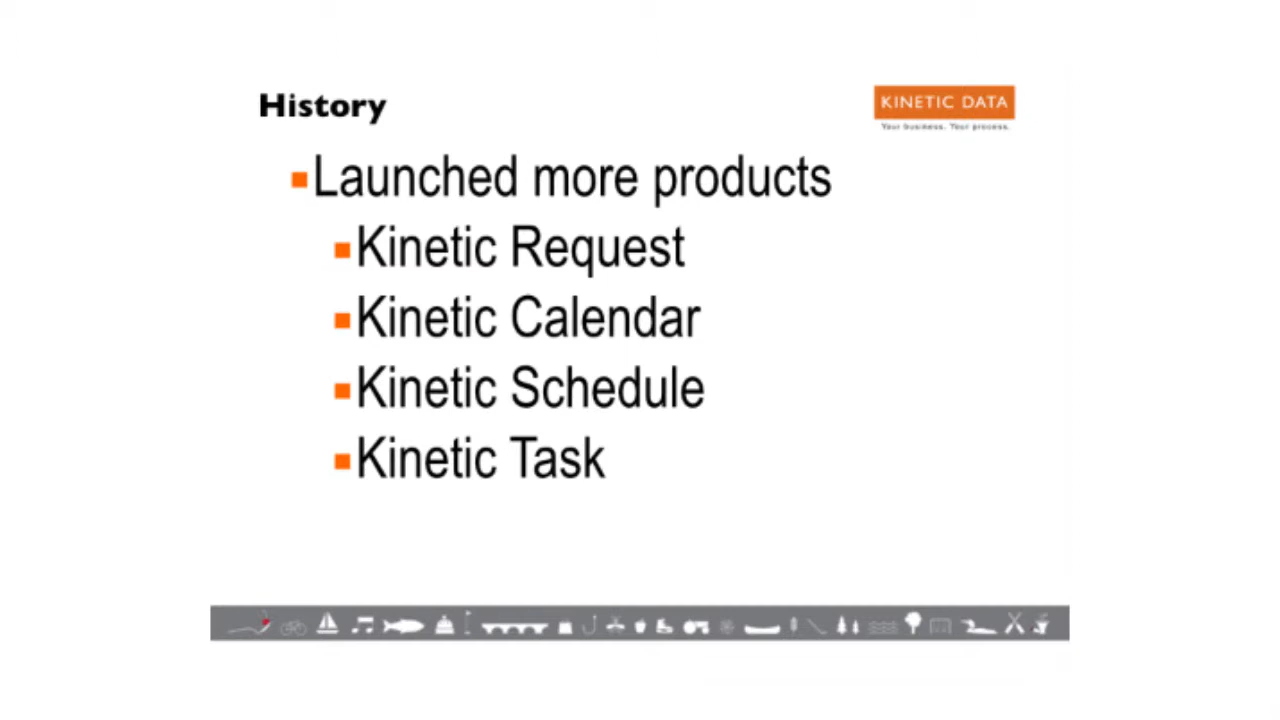 History
KINETIC DATA
Your business. Your process.
Launched more products
Kinetic Request
Kinetic Calendar
Kinetic Schedule
Kinetic Task